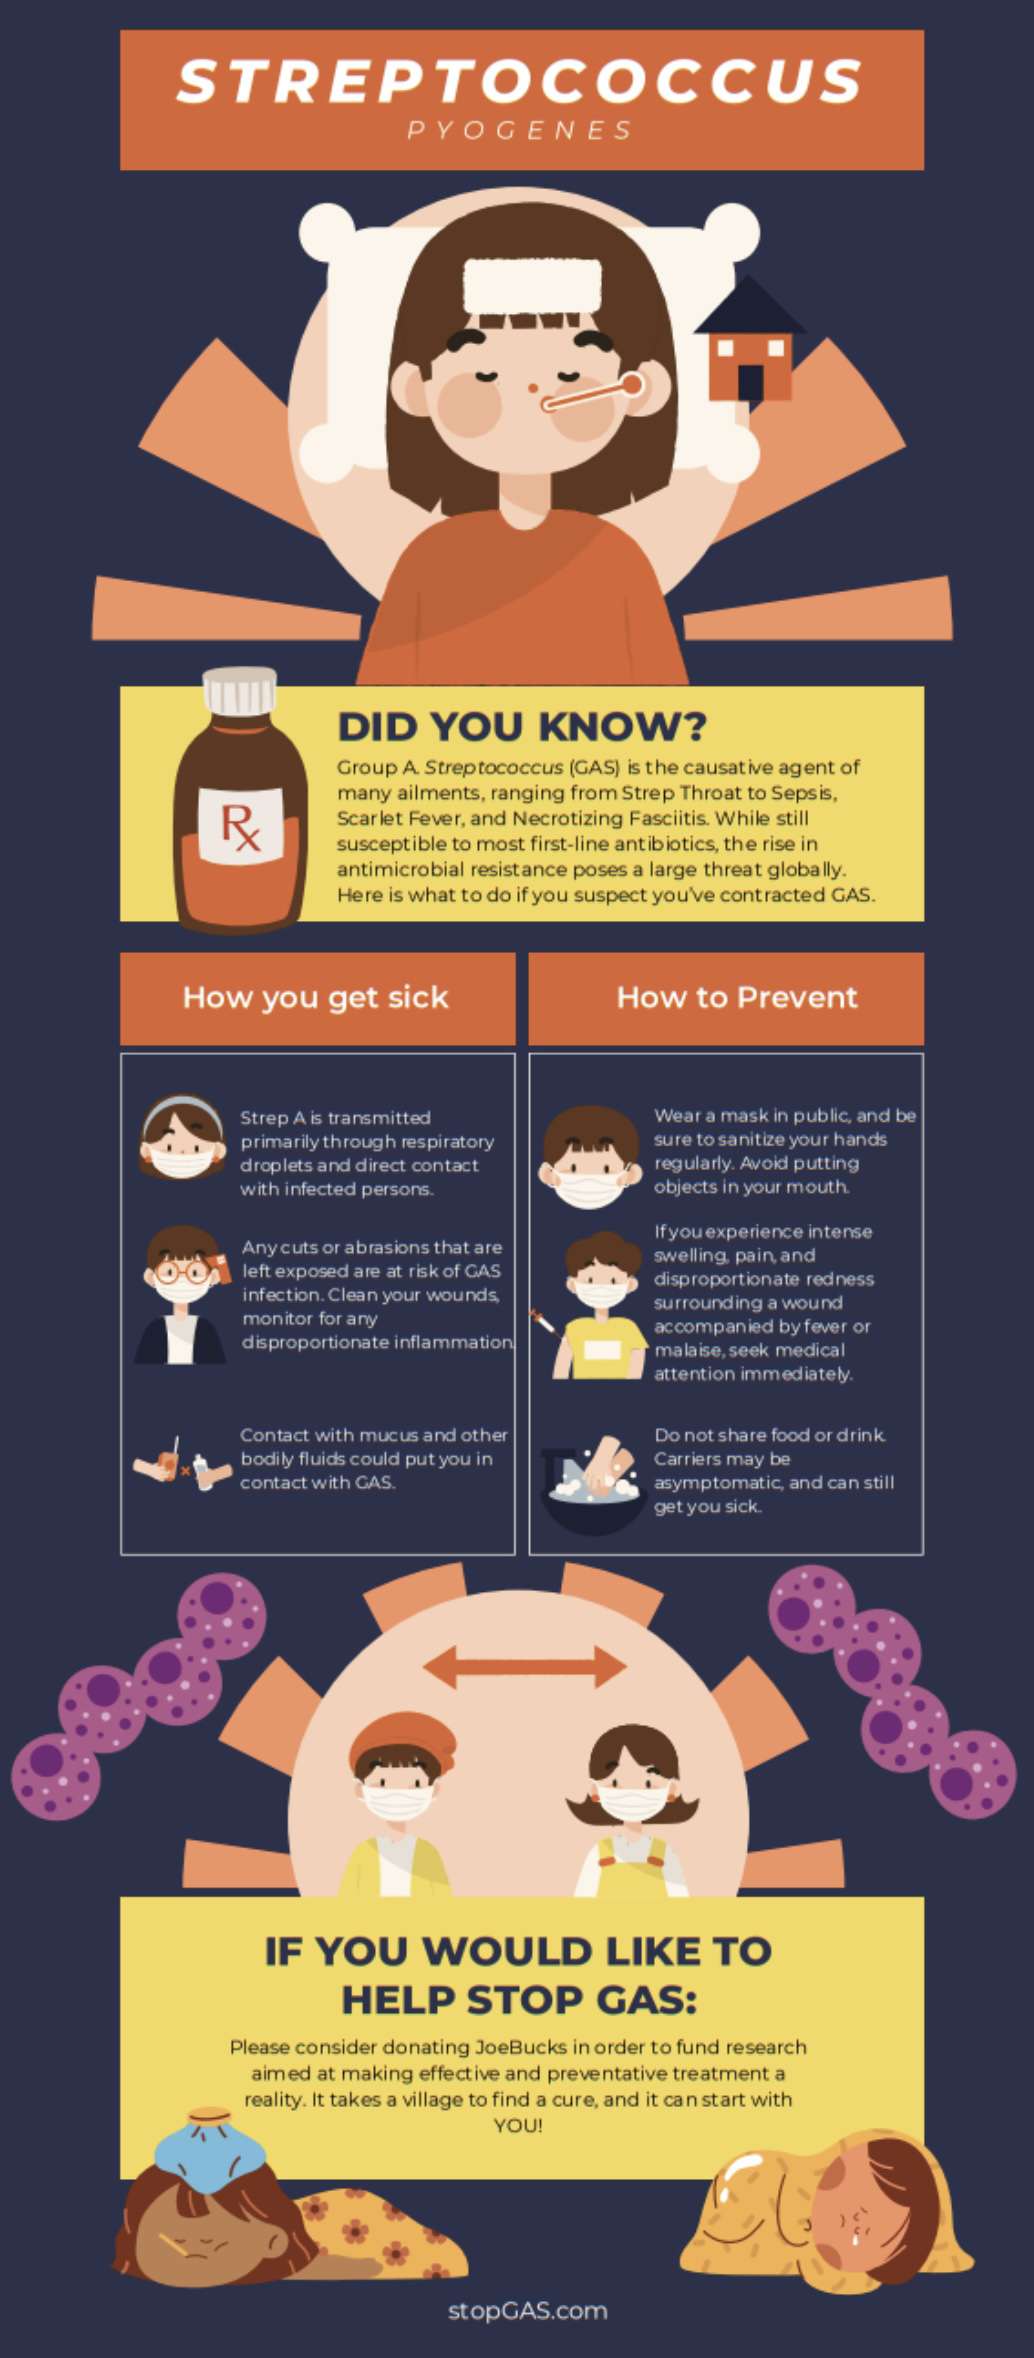 STREPTOCOCCUS
PYOGENES
DID YOU KNOW?
Group A. Streptococcus (GAS) is the causative agent of
many ailments, ranging from Strep Throat to Sepsis,
Scarlet Fever, and Necrotizing Fasciitis. While still
susceptible to most first-line antibiotics, the rise in
antimicrobial resistance poses a large threat globally.
Here is what to do if you suspect you've contracted GAS.
Rx
How you get sick
Strep A is transmitted
primarily through respiratory
droplets and direct contact
with infected persons.
Any cuts or abrasions that are
left exposed are at risk of GAS
infection. Clean your wounds,
monitor for any
disproportionate inflammation.
Contact with mucus and other
bodily fluids could put you in
contact with GAS.
How to Prevent
Wear a mask in public, and be
sure to sanitize your hands
regularly. Avoid putting
objects in your mouth.
If you experience intense
swelling, pain, and
disproportionate redness
surrounding a wound
accompanied by fever or
malaise, seek medical
attention immediately.
Do not share food or drink.
Carriers may be
asymptomatic, and can still
get you sick.
IF YOU WOULD LIKE TO
HELP STOP GAS:
Please consider donating JoeBucks in order to fund research
aimed at making effective and preventative treatment a
reality. It takes a village to find a cure, and it can start with
YOU!
stopGAS.com